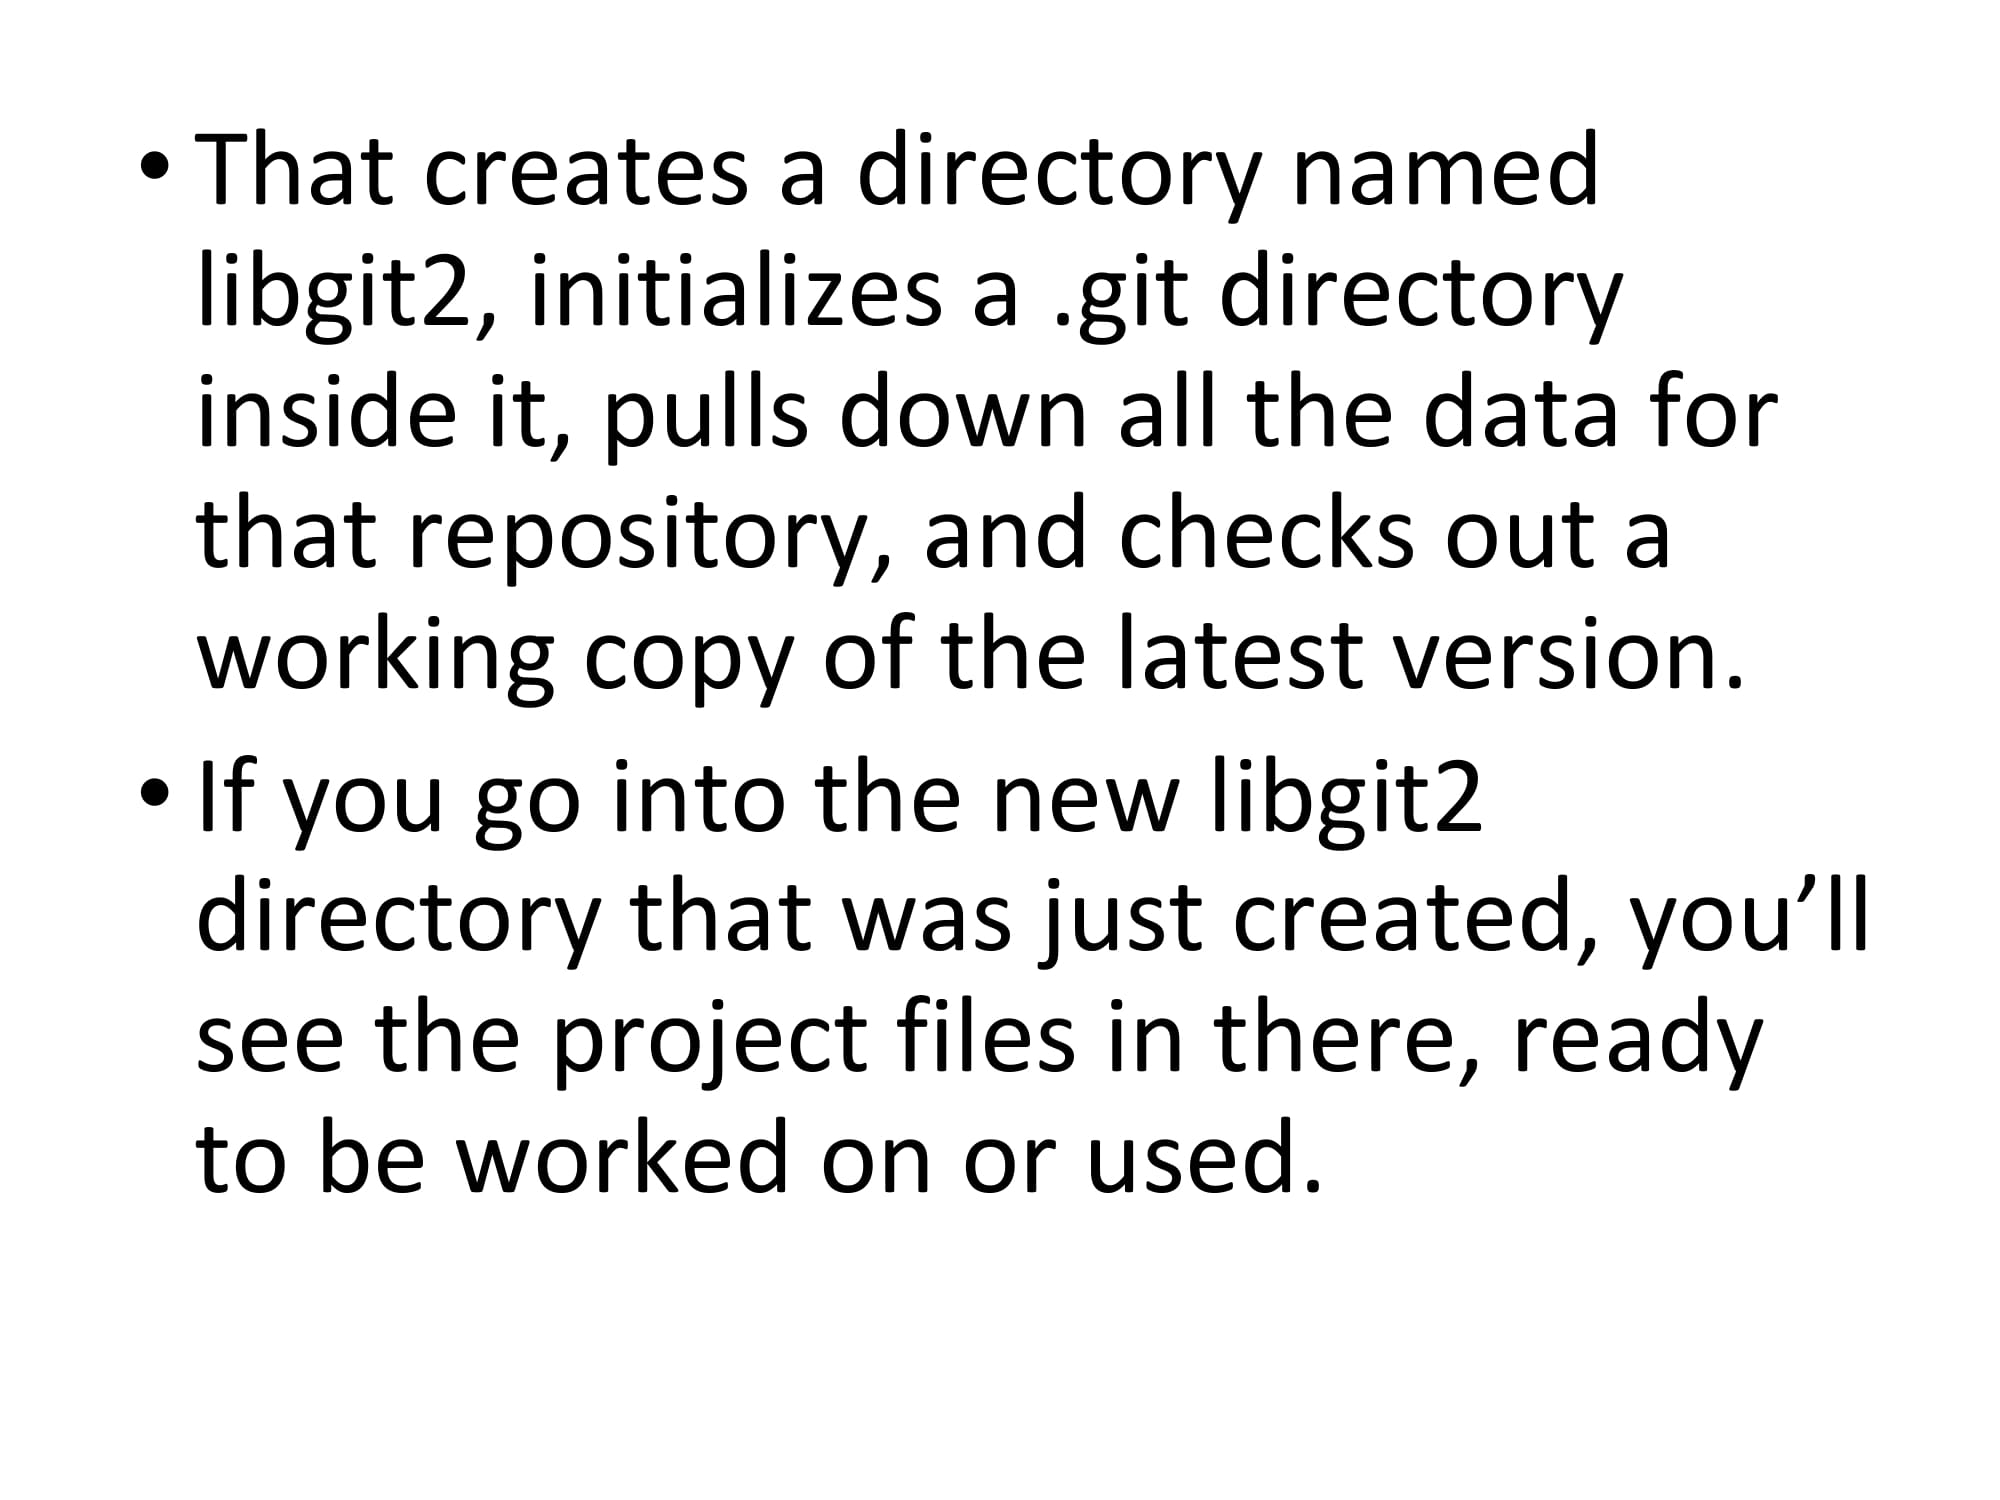 • That creates a directory named
libgit2, initializes a .git directory
inside it, pulls down all the data for
that repository, and checks out a
working copy of the latest version.
• If you go into the new libgit2
directory that was just created, you’ll
see the project files in there, ready
to be worked on or used.